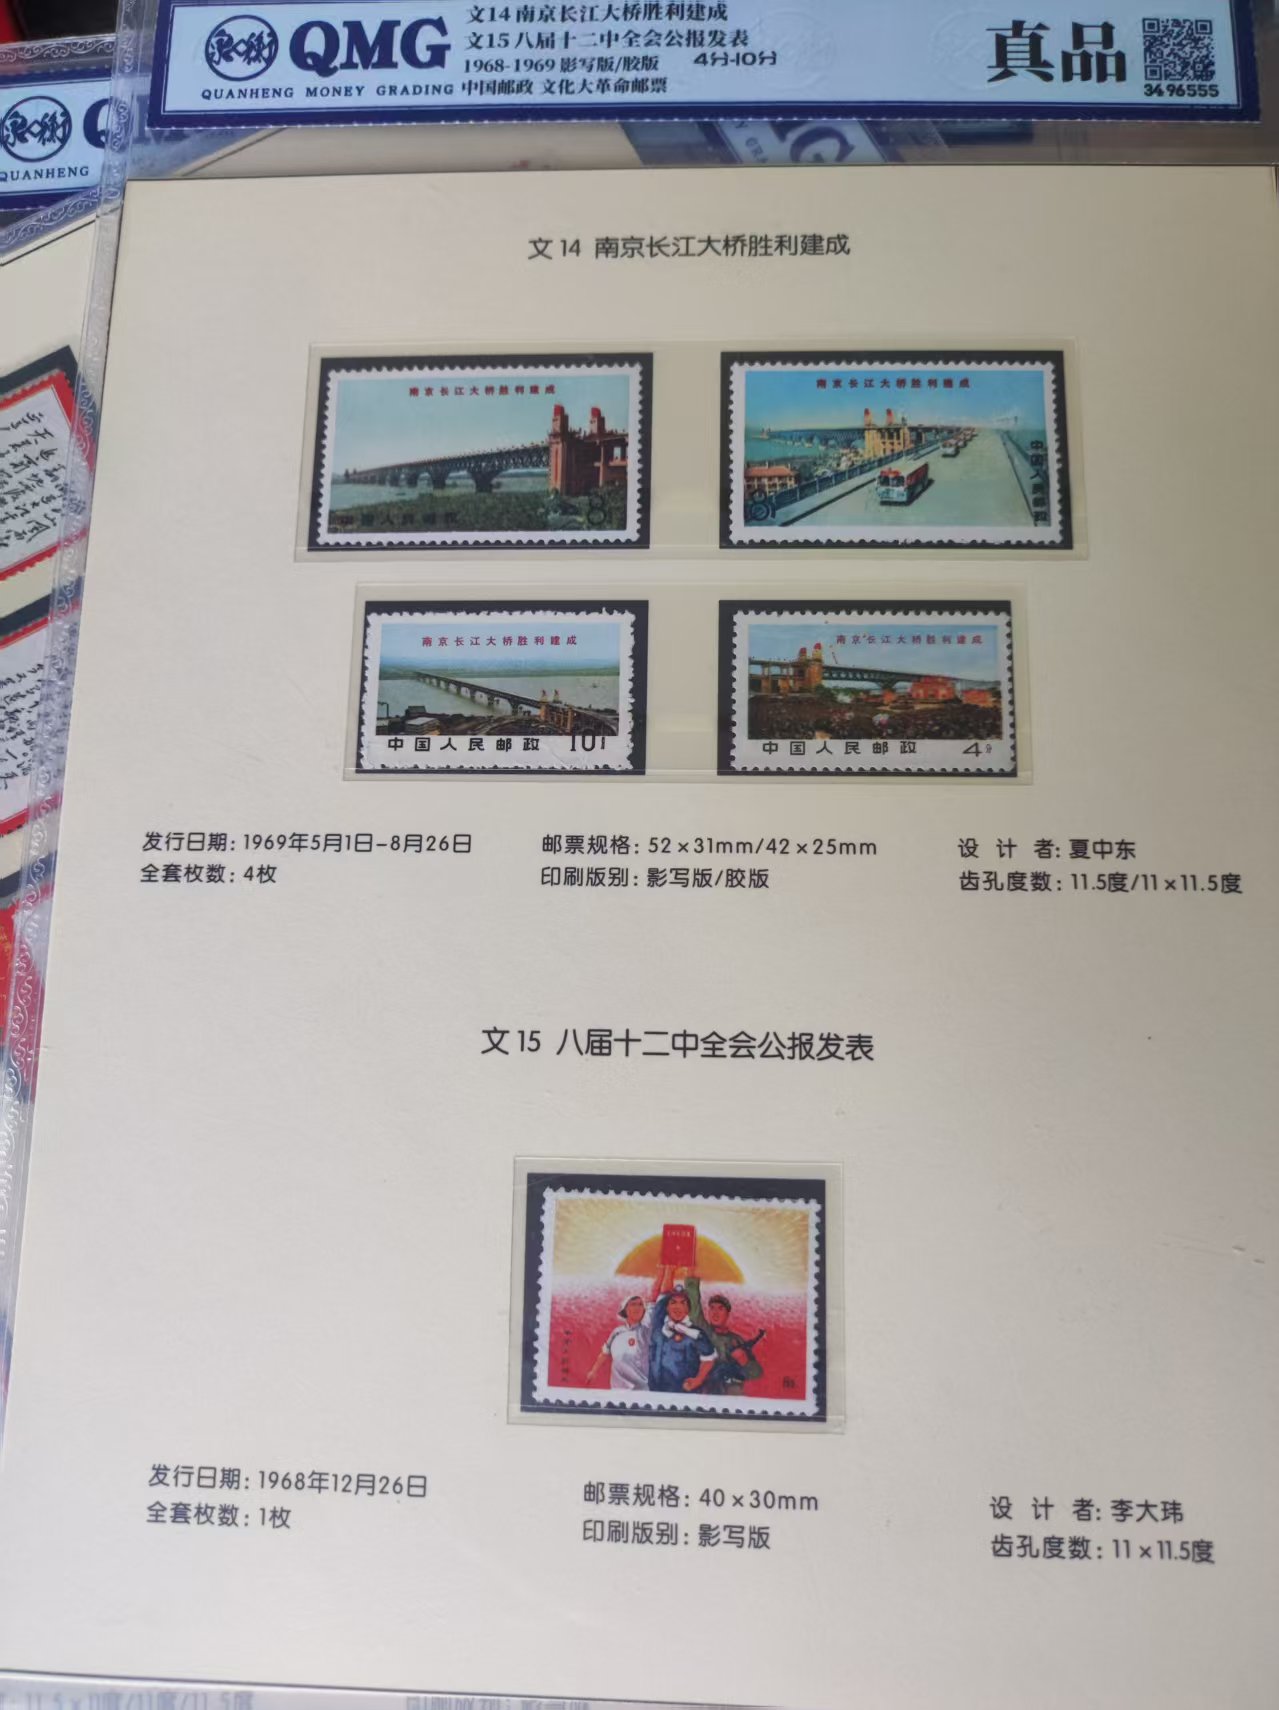 QMG
QUANHENG MONEY GRADING
文14 南京长江大桥胜利建成
文15 八届十二中全会公报发表
1968-1969 影写版/胶版 4分-10分
中国邮政 文化大革命邮票
真品
3496555
QUANHENG
文14 南京长江大桥胜利建成
南京长江大桥胜利建成
中国人民邮政
8
南京长江大桥胜利建成
中国人民邮政
8
南京长江大桥胜利建成
中国人民邮政 10
南京长江大桥胜利建成
中国人民邮政 4分
发行日期: 1969年5月1日-8月26日
全套枚数: 4枚
邮票规格: 52×31mm/42×25mm
印刷版别: 影写版/胶版
设 计 者: 夏中东
齿孔度数: 11.5度/11×11.5度
文15 八届十二中全会公报发表
发行日期: 1968年12月26日
全套枚数: 1枚
邮票规格: 40×30mm
印刷版别: 影写版
设 计 者: 李大玮
齿孔度数: 11×11.5度